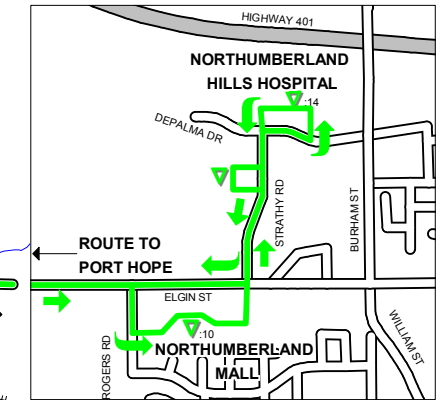 HIGHWAY 401
NORTHUMBERLAND
HILLS HOSPITAL
:14
DEPALMA DR
STRATHY RD
BURHAM ST
ROUTE TO
PORT HOPE
ELGIN ST
:10
NORTHUMBERLAND
MALL
ROGERS RD
WILLIAM ST